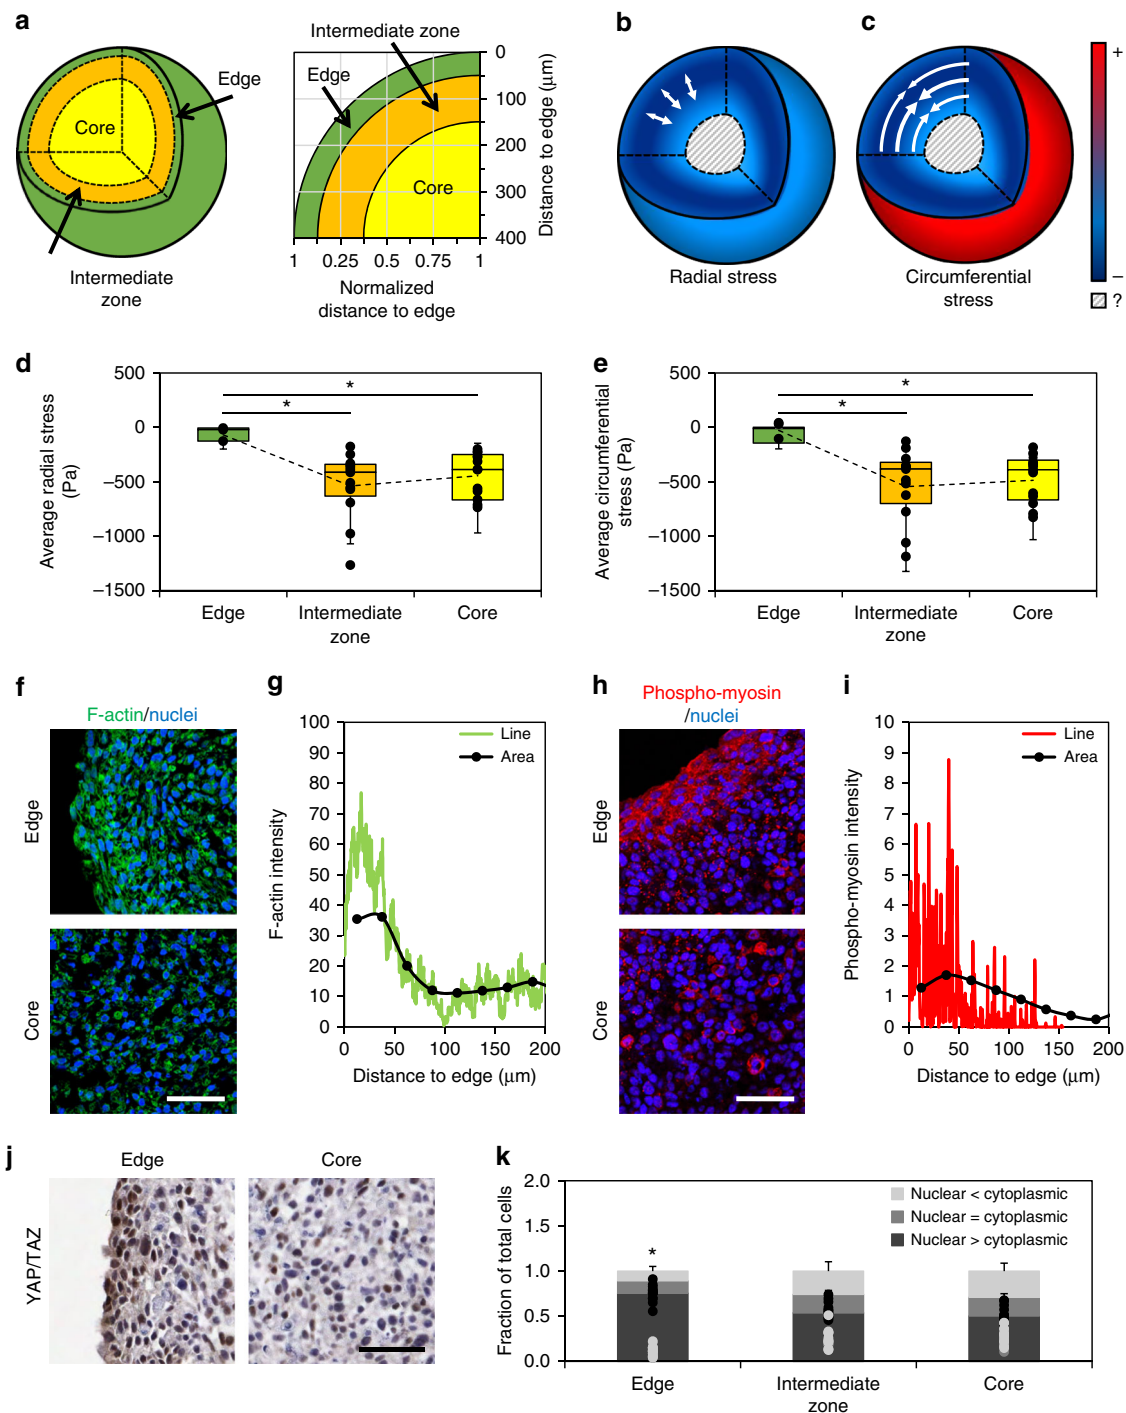 a
Edge
Core
Intermediate
zone
Intermediate zone
Edge
Core
0
100
200
300
400
Distance to edge (μm)
1 0.25 0.5 0.75 1
Normalized
distance to edge
b
Radial stress
c
Circumferential
stress
+
–
?
d
500
0
–500
–1000
–1500
Average radial stress
(Pa)
*
*
Edge
Intermediate
zone
Core
e
500
0
–500
–1000
–1500
Average circumferential
stress (Pa)
*
*
Edge
Intermediate
zone
Core
f
F-actin/nuclei
Edge
Core
g
100
90
80
70
60
50
40
30
20
10
0
F-actin intensity
Line
Area
0 50 100 150 200
Distance to edge (μm)
h
Phospho-myosin
/nuclei
Edge
Core
i
10
9
8
7
6
5
4
3
2
1
0
Phospho-myosin intensity
Line
Area
0 50 100 150 200
Distance to edge (μm)
j
Edge Core
YAP/TAZ
k
2.0
1.5
1.0
0.5
0.0
Fraction of total cells
Nuclear < cytoplasmic
Nuclear = cytoplasmic
Nuclear > cytoplasmic
*
Edge
Intermediate
zone
Core